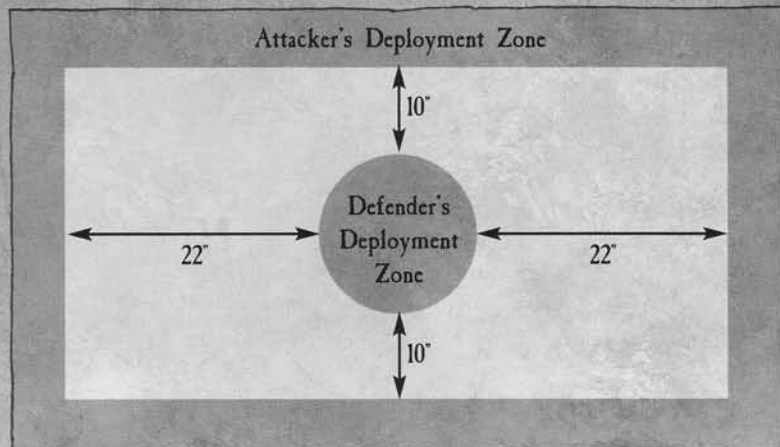 Attacker's Deployment Zone
10"
Defender's
Deployment
Zone
22"
22"
10"